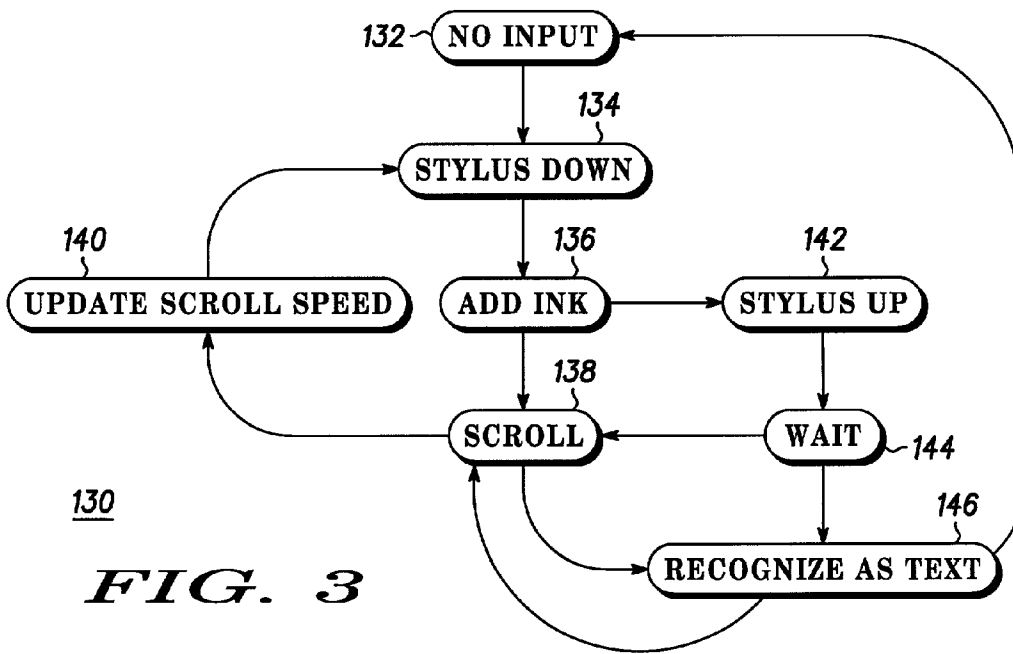 132
NO INPUT
134
STYLUS DOWN
140
136
142
UPDATE SCROLL SPEED
ADD INK
STYLUS UP
138
SCROLL
WAIT
144
130
146
RECOGNIZE AS TEXT
FIG. 3